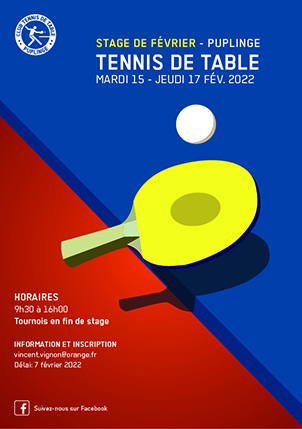 CLUB TENNIS DE TABLE
PUPLINGE
STAGE DE FÉVRIER - PUPLINGE
TENNIS DE TABLE
MARDI 15 - JEUDI 17 FÉV. 2022
HORAIRES
9h30 à 16h00
Tournois en fin de stage
INFORMATION ET INSCRIPTION
vincent.vignon@orange.fr
Délai: 7 février 2022
f Suivez-nous sur Facebook